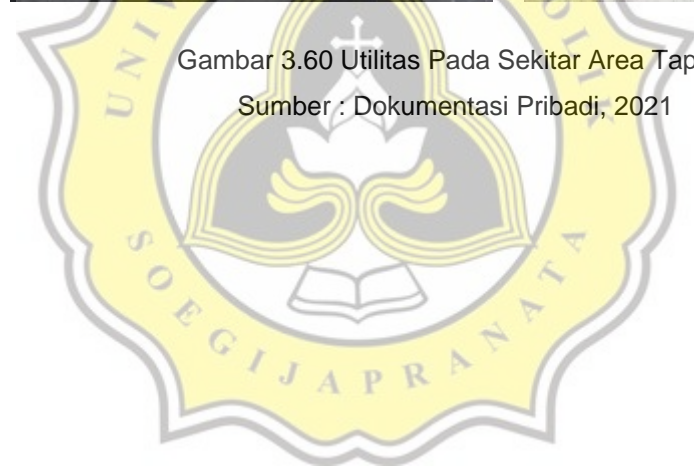 Gambar 3.60 Utilitas Pada Sekitar Area Tap
Sumber : Dokumentasi Pribadi, 2021
SOEGIJAPRANATA